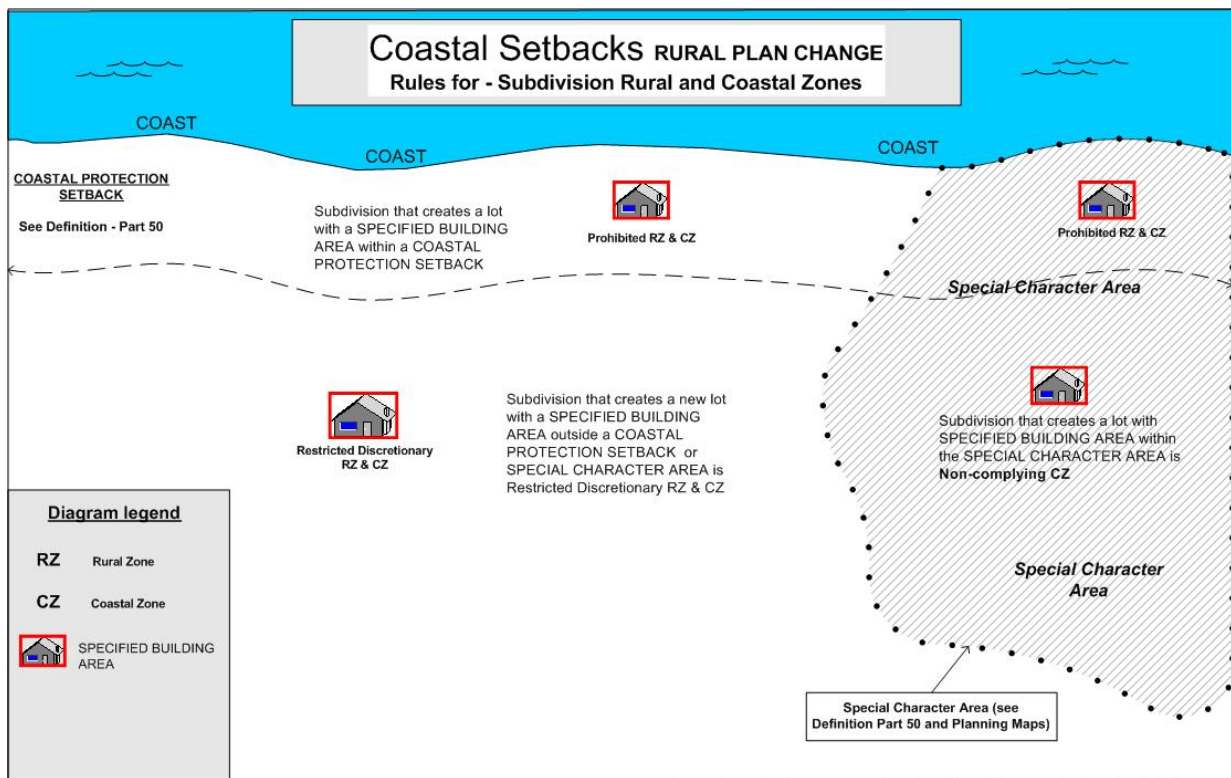 Coastal Setbacks RURAL PLAN CHANGE
Rules for - Subdivision Rural and Coastal Zones
COAST
COAST
COAST
COASTAL PROTECTION
SETBACK
See Definition - Part 50
Subdivision that creates a lot
with a SPECIFIED BUILDING
AREA within a COASTAL
PROTECTION SETBACK
Prohibited RZ & CZ
Prohibited RZ & CZ
Special Character Area
Restricted Discretionary
RZ & CZ
Subdivision that creates a new lot
with a SPECIFIED BUILDING
AREA outside a COASTAL
PROTECTION SETBACK or
SPECIAL CHARACTER AREA is
Restricted Discretionary RZ & CZ
Subdivision that creates a lot with
SPECIFIED BUILDING AREA within
the SPECIAL CHARACTER AREA is
Non-complying CZ
Special Character
Area
Diagram legend
RZ Rural Zone
CZ Coastal Zone
SPECIFIED BUILDING
AREA
Special Character Area (see
Definition Part 50 and Planning Maps)